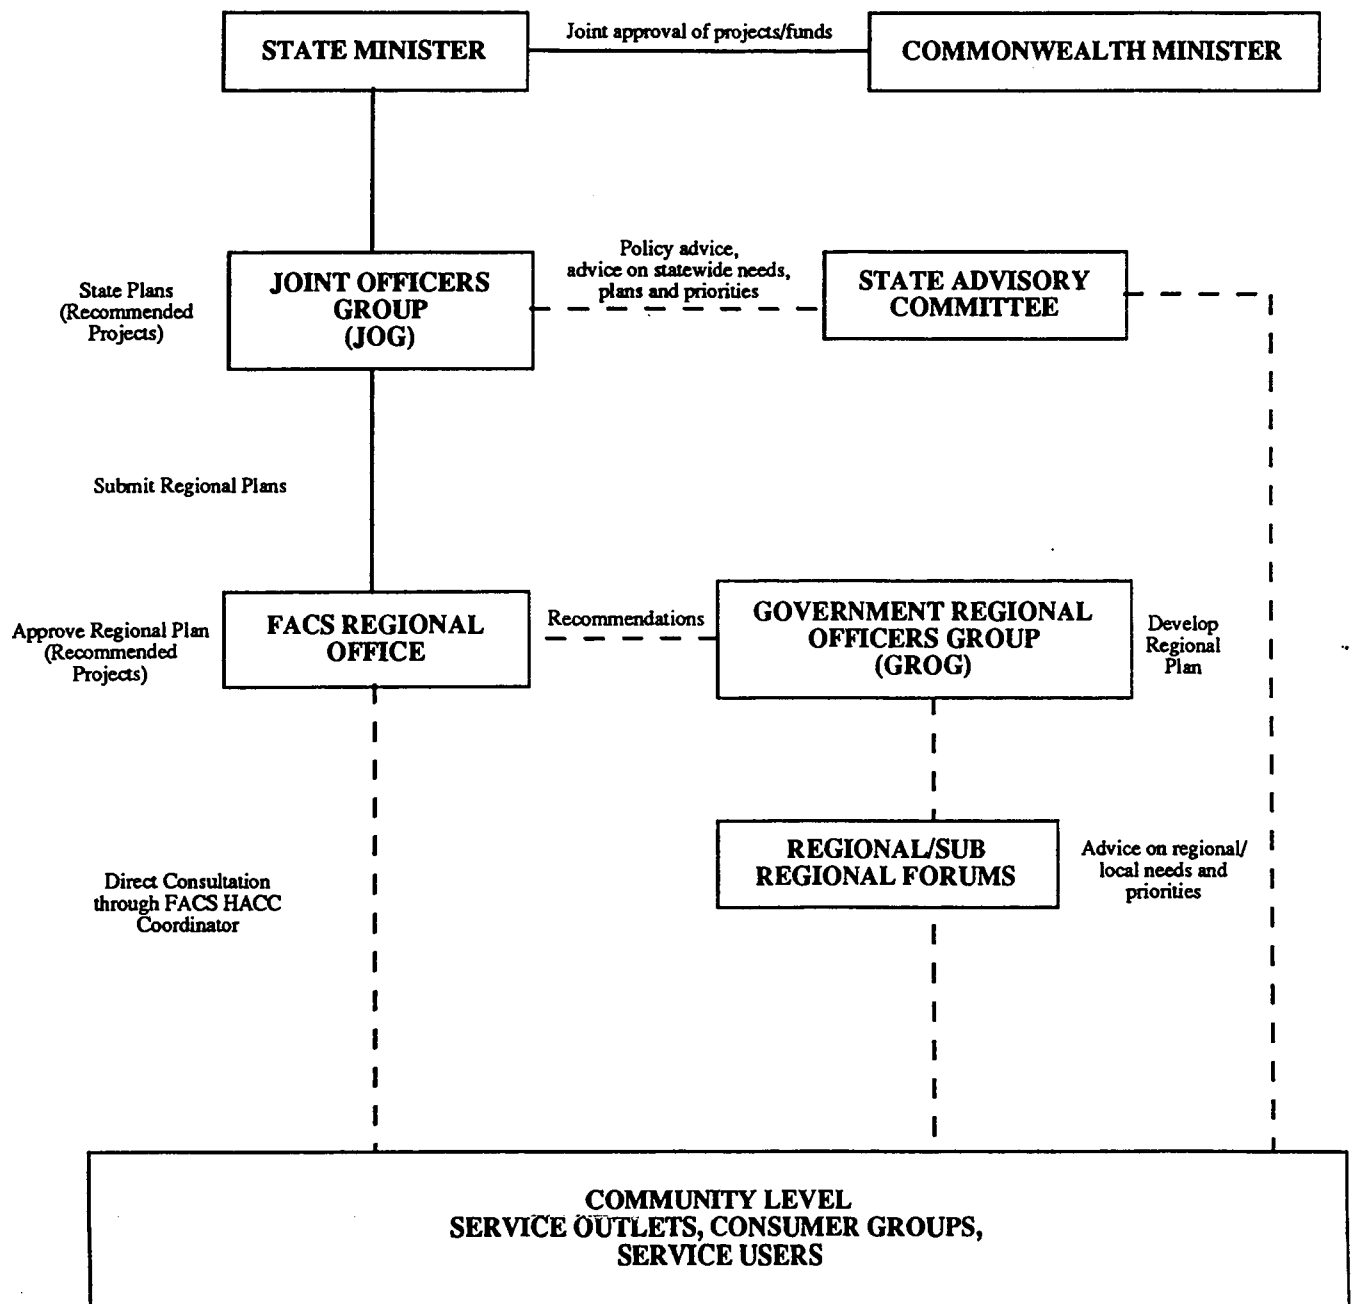 STATE MINISTER
Joint approval of projects/funds
COMMONWEALTH MINISTER
State Plans
(Recommended
Projects)
JOINT OFFICERS
GROUP
(JOG)
Policy advice,
advice on statewide needs,
plans and priorities
STATE ADVISORY
COMMITTEE
Submit Regional Plans
Approve Regional Plan
(Recommended
Projects)
FACS REGIONAL
OFFICE
Recommendations
GOVERNMENT REGIONAL
OFFICERS GROUP
(GROG)
Develop
Regional
Plan
REGIONAL/SUB
REGIONAL FORUMS
Advice on regional/
local needs and
priorities
Direct Consultation
through FACS HACC
Coordinator
COMMUNITY LEVEL
SERVICE OUTLETS, CONSUMER GROUPS,
SERVICE USERS